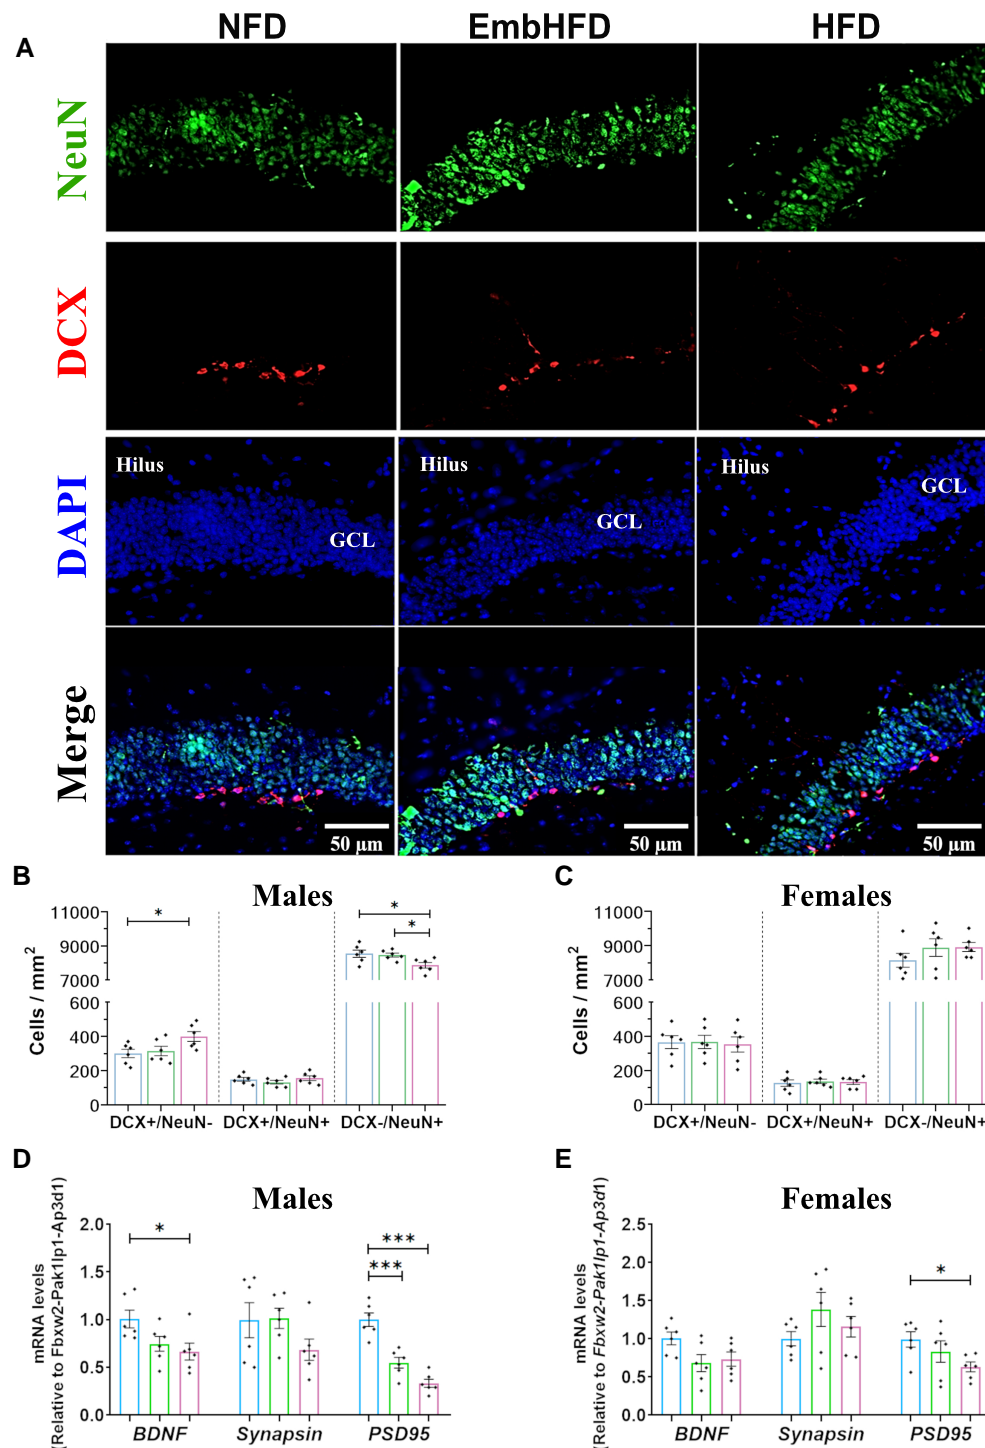 NFD EmbHFD HFD
A
NeuN
DCX
DAPI
Hilus GCL
Hilus GCL
Hilus GCL
Merge
50 µm 50 µm 50 µm
B Males
Cells / mm2
11000
9000
7000
600
400
200
0
* * *
DCX+/NeuN- DCX+/NeuN+ DCX-/NeuN+
C Females
Cells / mm2
11000
9000
7000
600
400
200
0
DCX+/NeuN- DCX+/NeuN+ DCX-/NeuN+
D Males
mRNA levels
[Relative to Fbxw2-Pak1Ip1-Ap3d1)
2.0
1.5
1.0
0.5
0.0
* *** ***
BDNF Synapsin PSD95
E Females
mRNA levels
[Relative to Fbxw2-Pak1Ip1-Ap3d1)
2.5
2.0
1.5
1.0
0.5
0.0
*
BDNF Synapsin PSD95